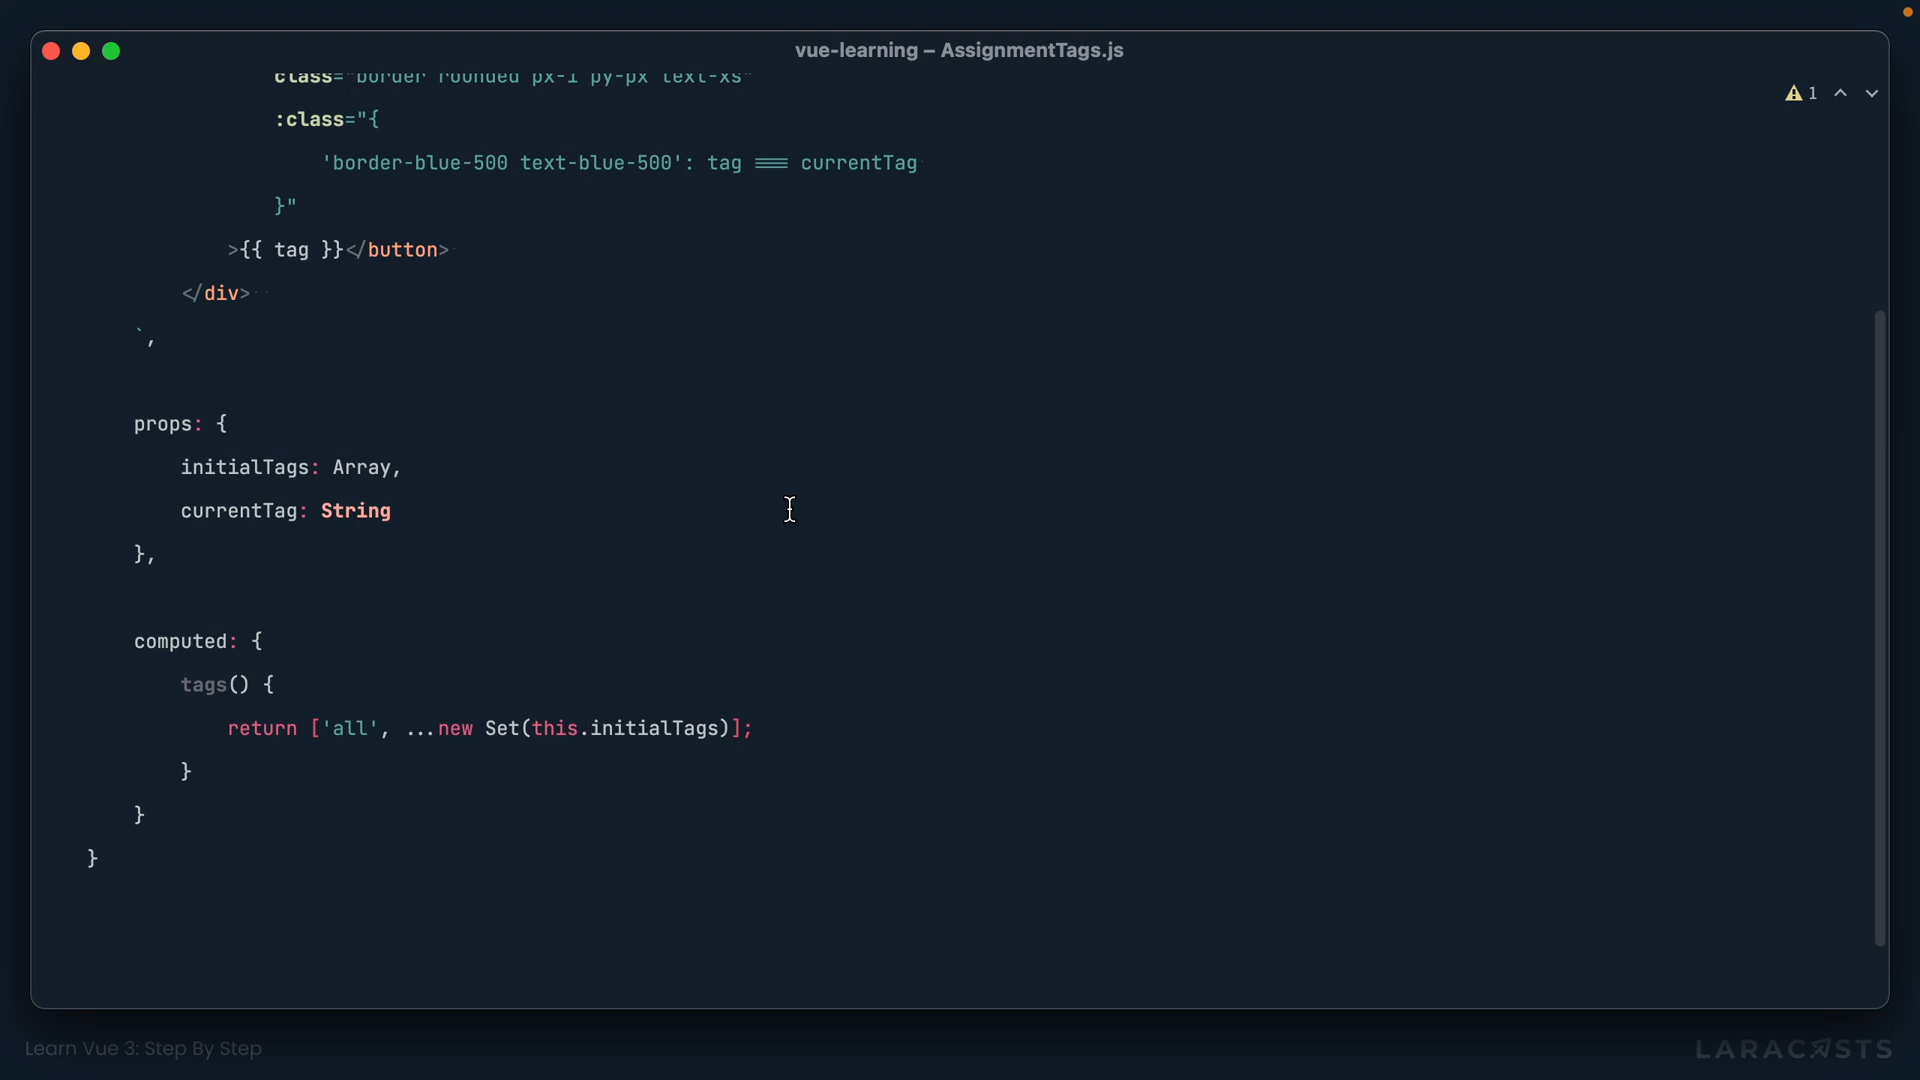 vue-learning – AssignmentTags.js
class="border rounded px-1 py-px text-xs"
1
:class="{
'border-blue-500 text-blue-500': tag === currentTag
}"
>{{ tag }}</button>
</div>
`,
props: {
initialTags: Array,
currentTag: String
},
computed: {
tags() {
return ['all', ...new Set(this.initialTags)];
}
}
}
Learn Vue 3: Step By Step
LARACASTS